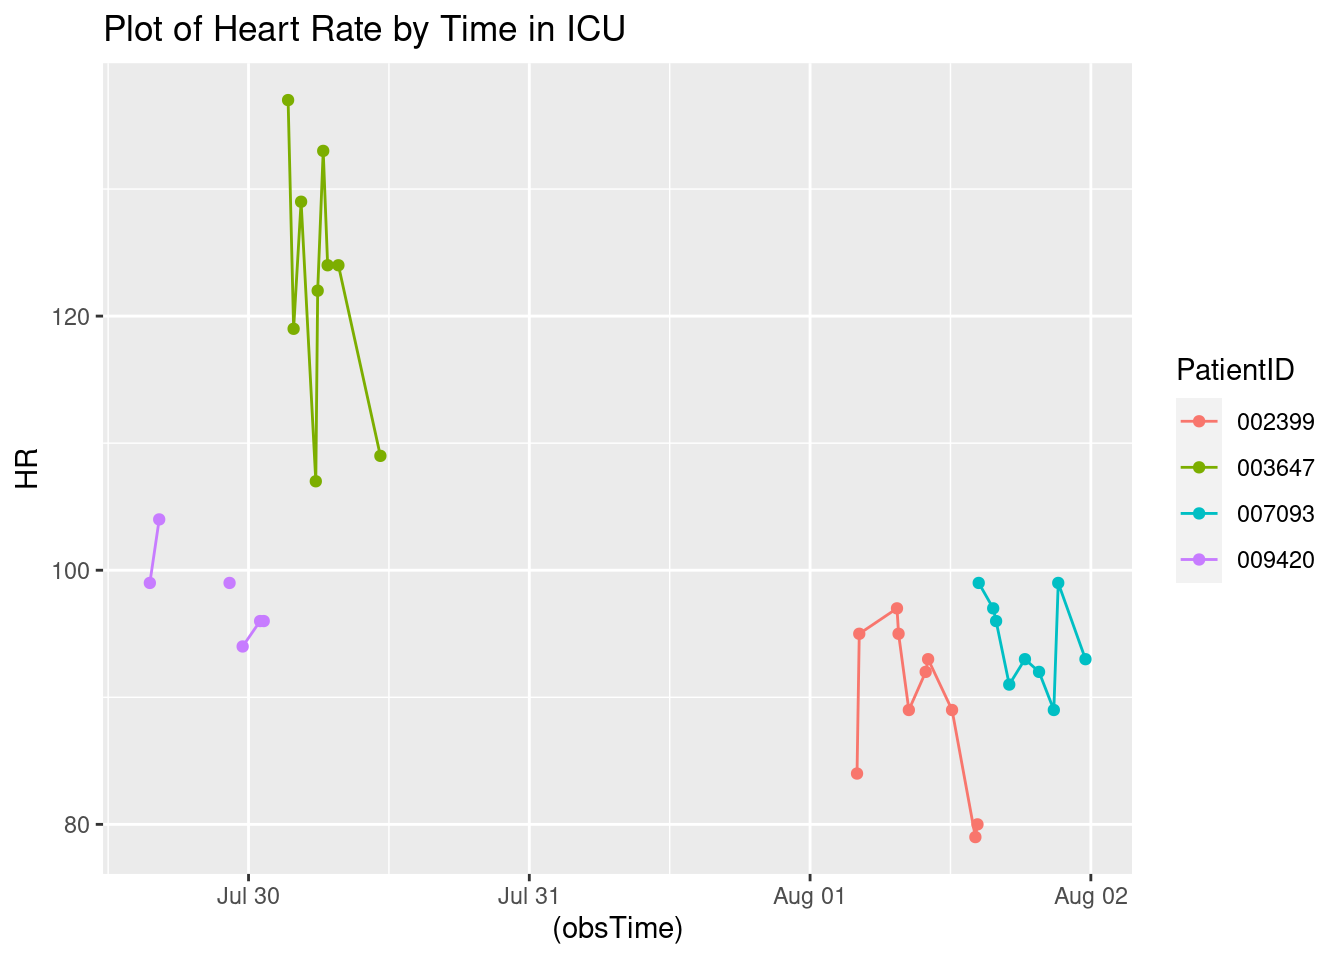 Plot of Heart Rate by Time in ICU
HR
120
100
80
Jul 30
Jul 31
Aug 01
Aug 02
(obsTime)
PatientID
002399
003647
007093
009420